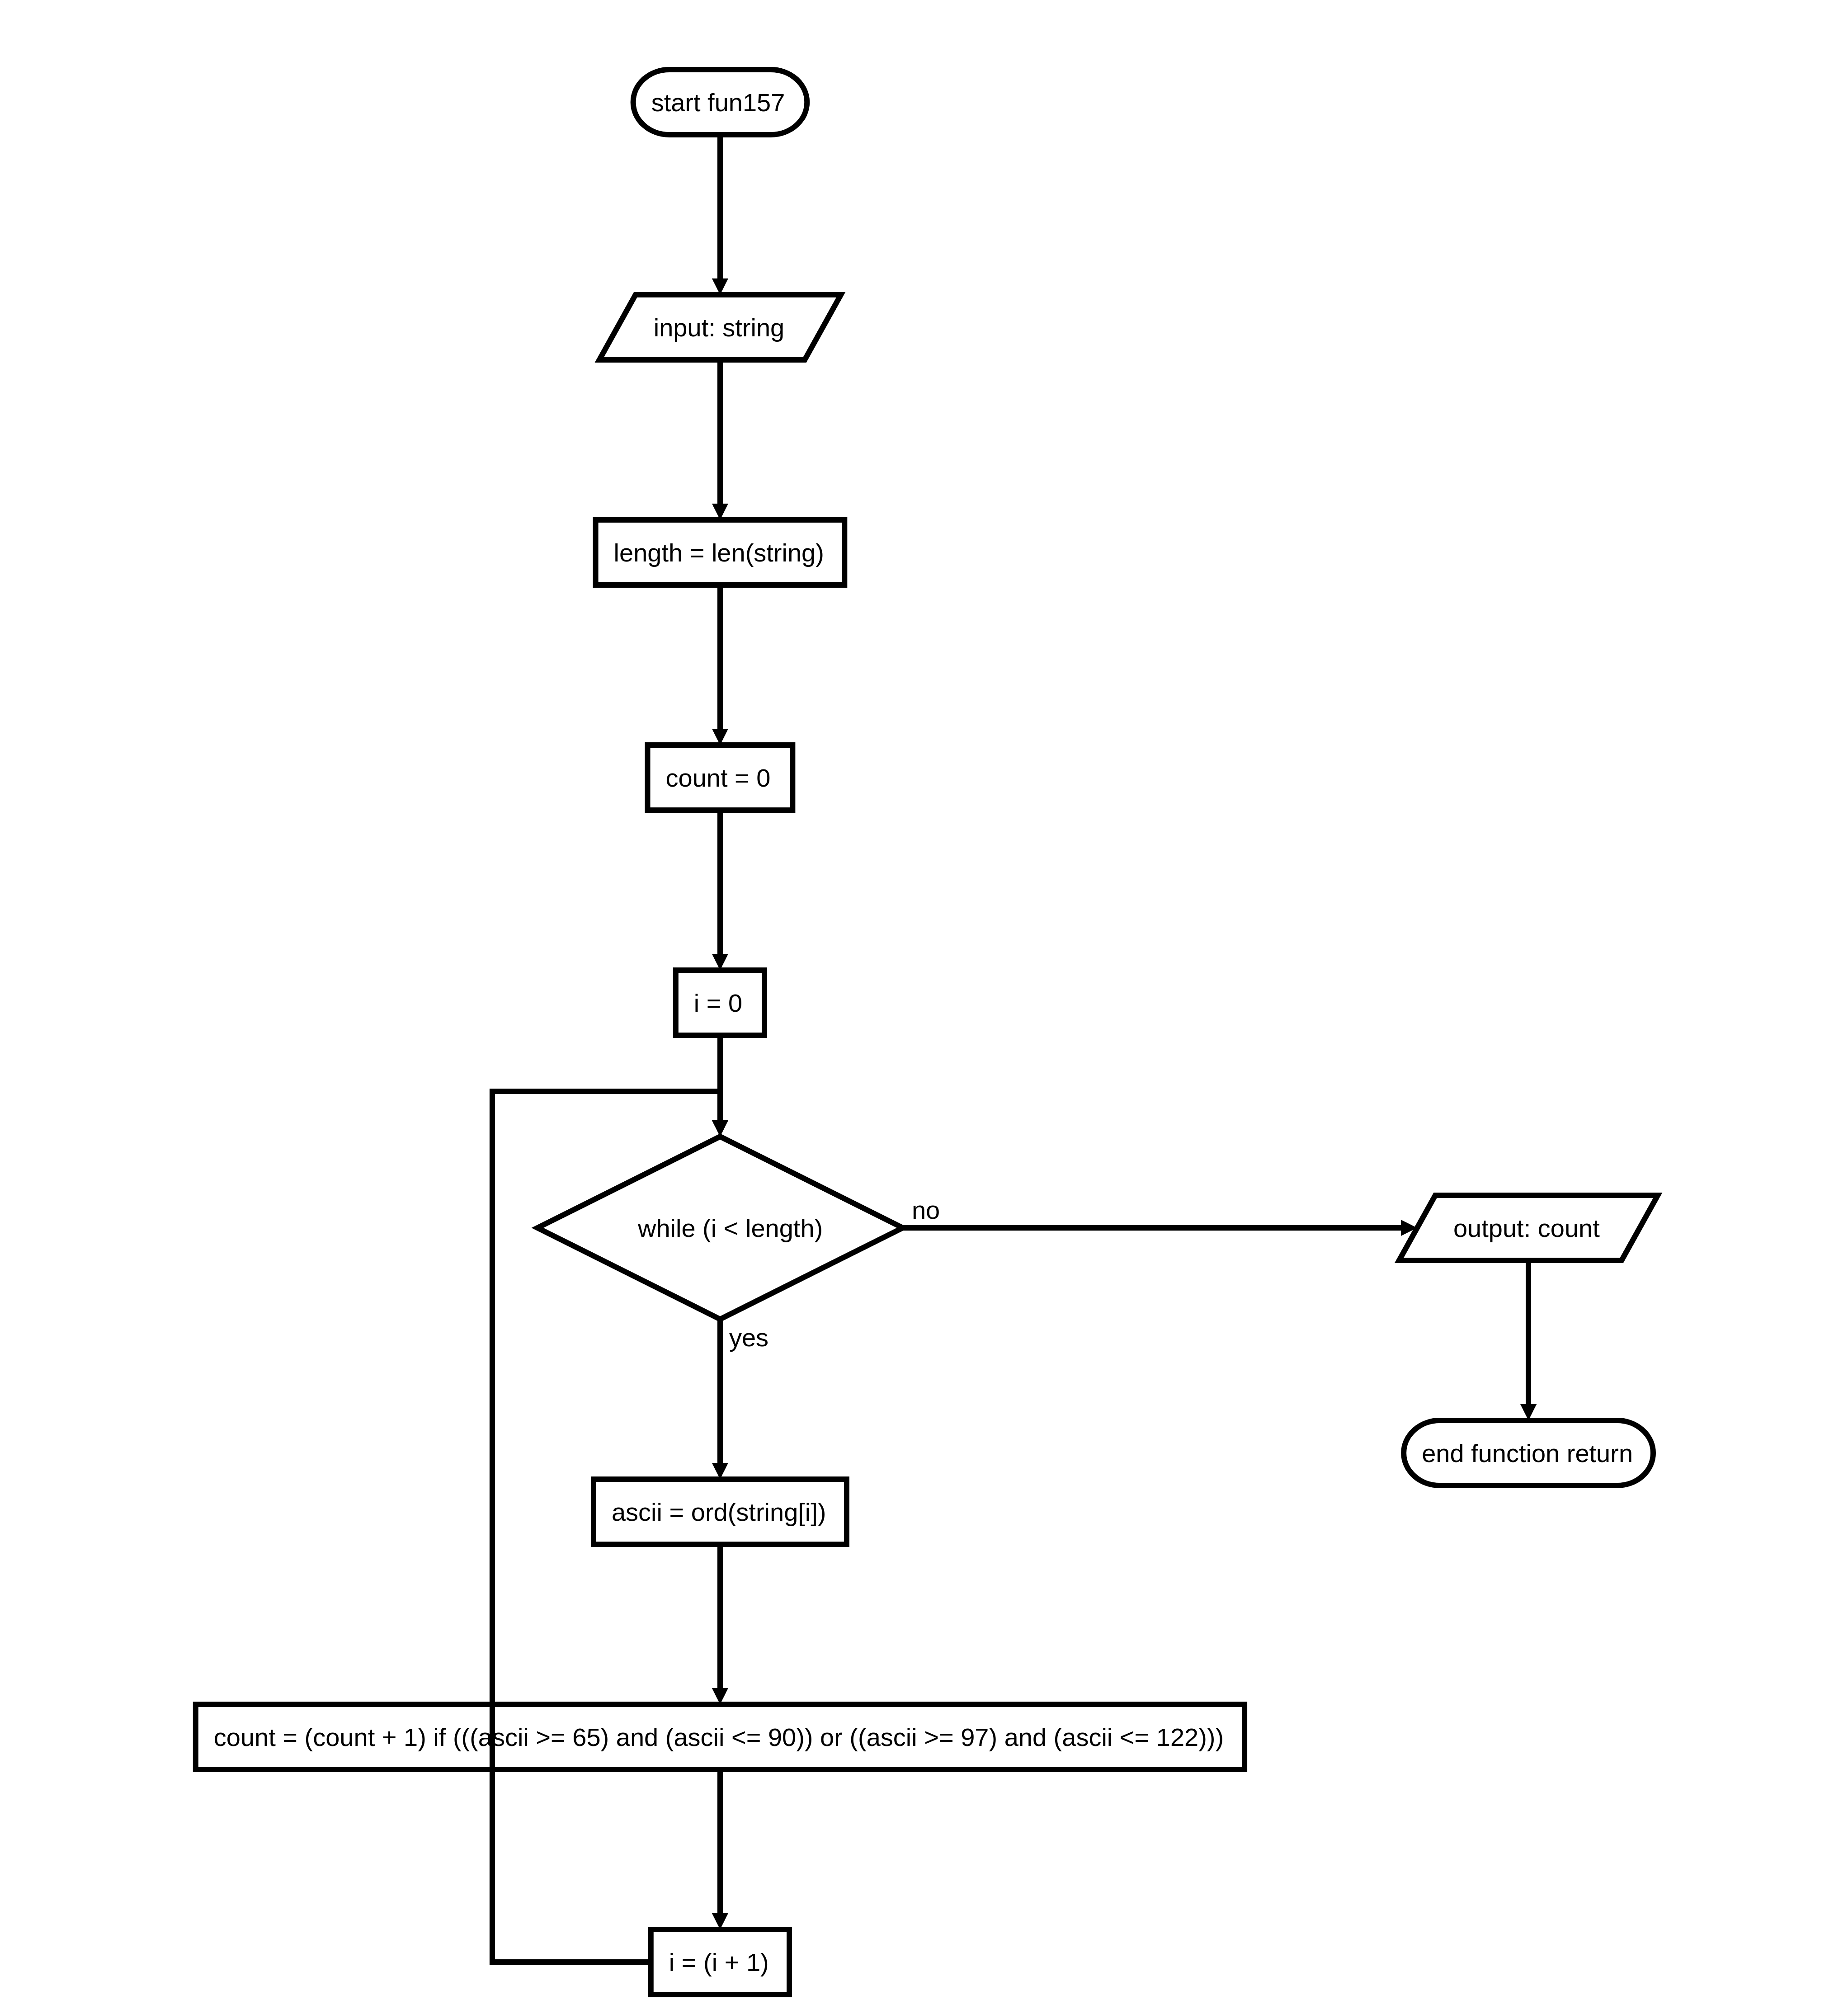 start fun157
input: string
length = len(string)
count = 0
i = 0
while (i < length)
no
output: count
yes
end function return
ascii = ord(string[i])
count = (count + 1) if (((ascii >= 65) and (ascii <= 90)) or ((ascii >= 97) and (ascii <= 122)))
i = (i + 1)